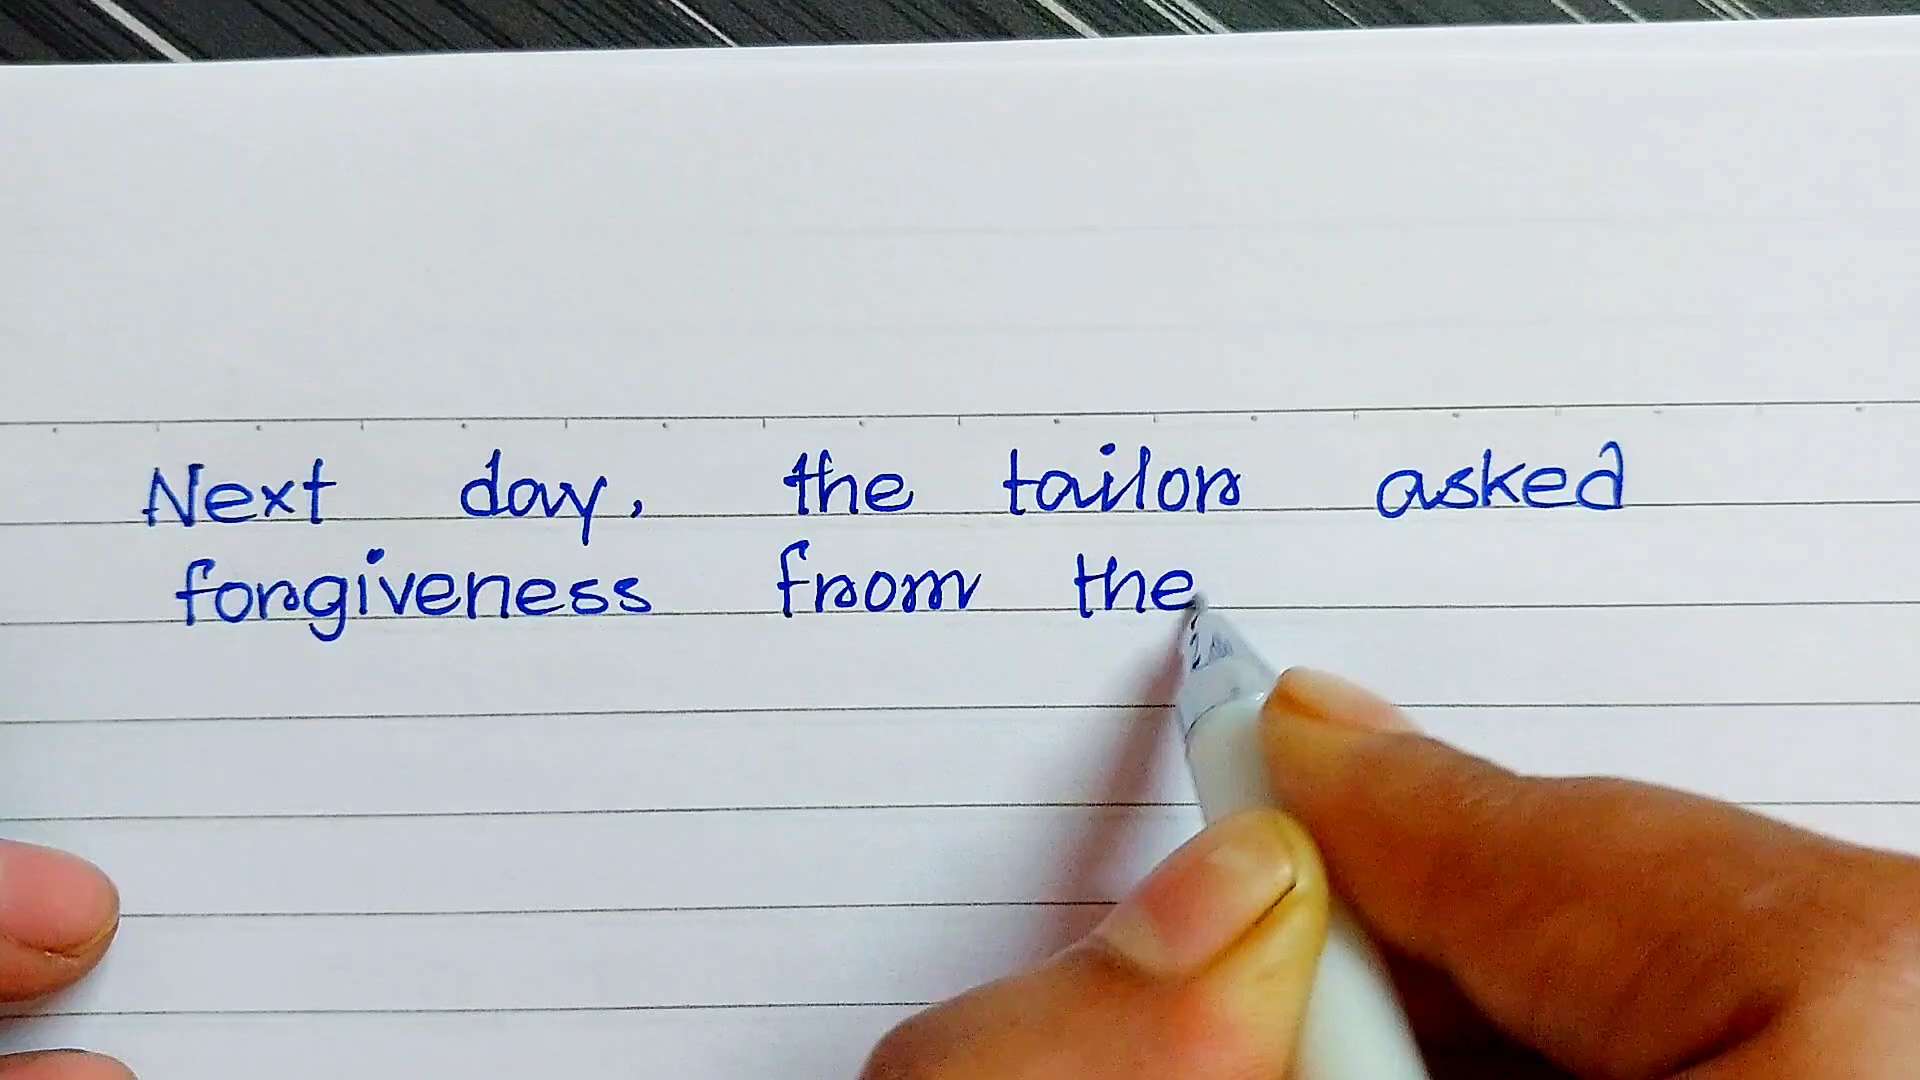 Next day, the tailor asked
forgiveness from the